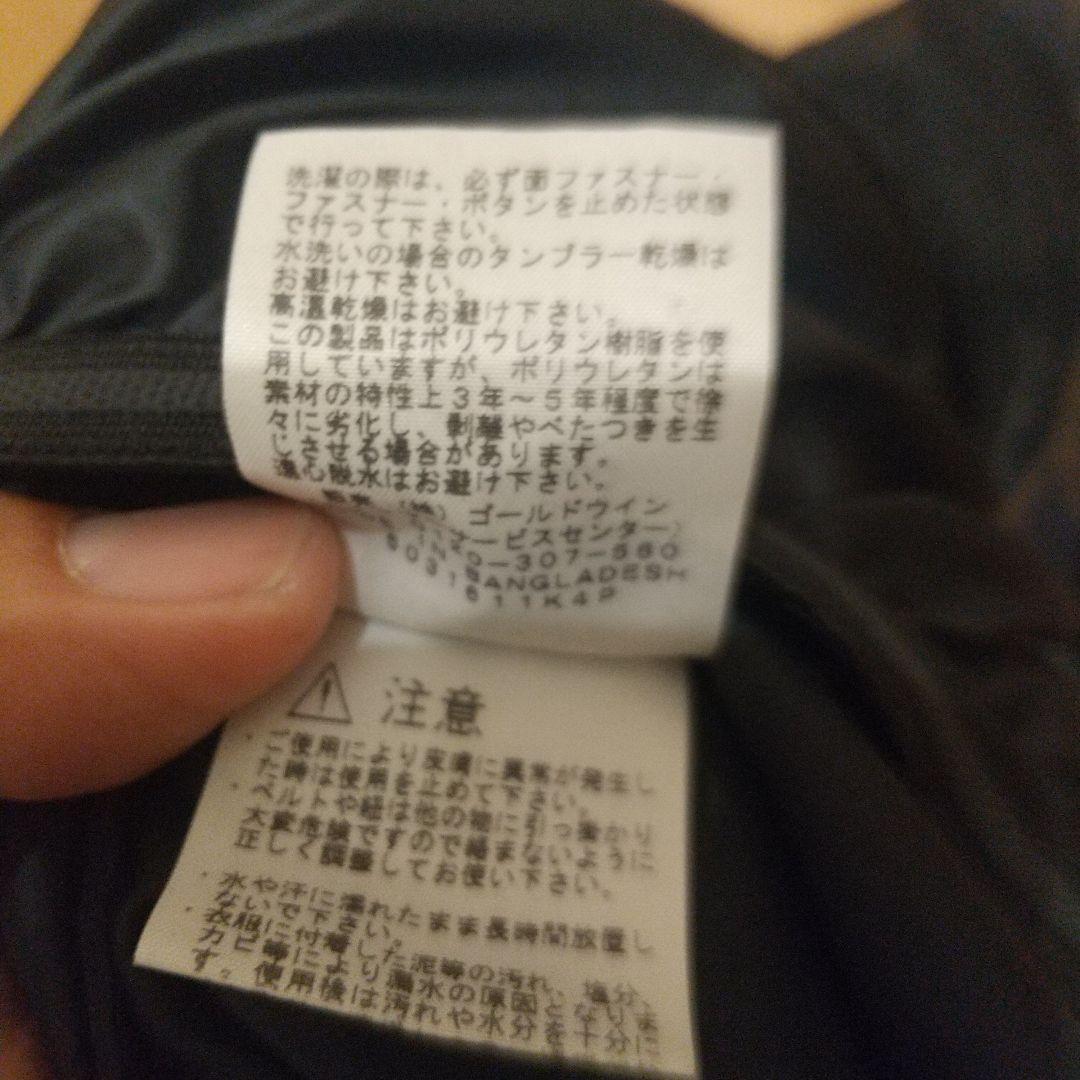 洗濯の際は、必ず面ファスナー・
ファスナー・ボタンを止めた状態
で行って下さい。
水洗いの場合のタンブラー乾燥は
お避け下さい。
高温乾燥はお避け下さい。
この製品はポリウレタン樹脂を使
用していますが、ポリウレタンは
素材の特性上3年～5年程度で徐
々に劣化し、剥離やべたつきを生
じさせる場合があります。
遠心脱水はお避け下さい。
(株) ゴールドウイン
サービスセンター)
0-307-560
BANGLADESH
611K4P
注意
・ご使用により皮膚に異常が発生し
た時は使用を止めて下さい。
・ベルトや紐は他の物に引っ掛かり
大変危険ですので絡まないように
正しく調整してお使い下さい。
・水や汗に濡れたまま長時間放置し
ないで下さい。
・衣服に付着した泥等の汚れ、塩分、
カビ等により漏水の原因となりま
す。使用後は汚れや水分を十分に